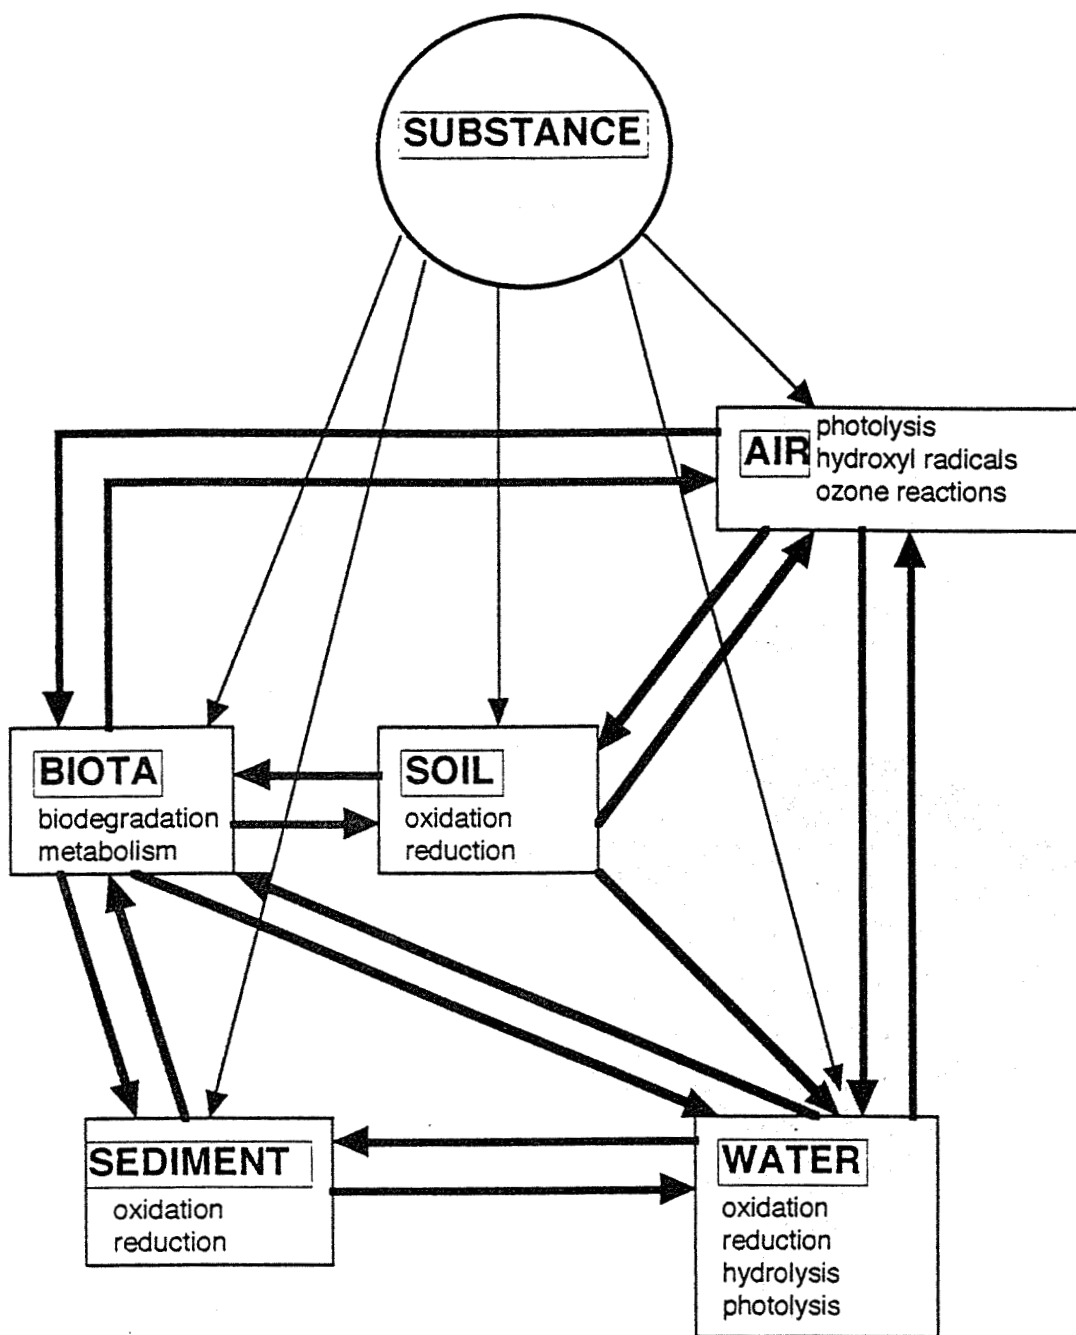 SUBSTANCE
AIR
photolysis
hydroxyl radicals
ozone reactions
BIOTA
biodegradation
metabolism
SOIL
oxidation
reduction
SEDIMENT
oxidation
reduction
WATER
oxidation
reduction
hydrolysis
photolysis